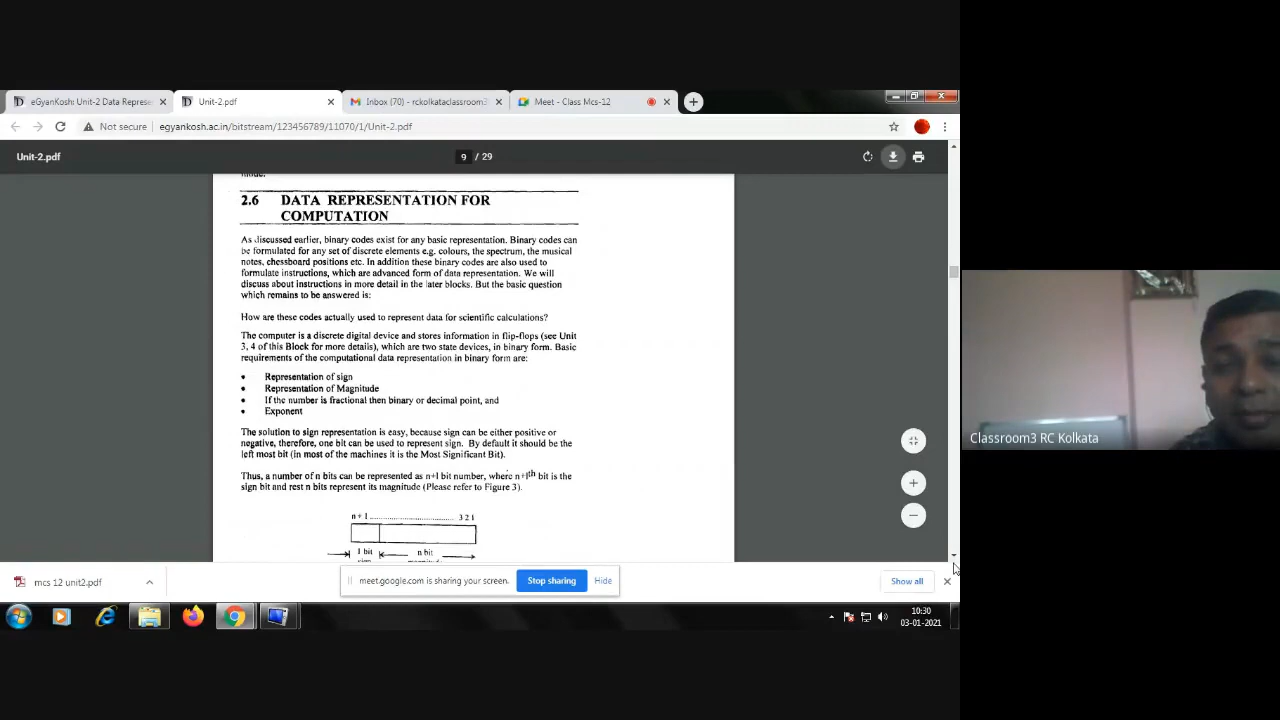 eGyanKosh: Unit-2 Data Represe
Unit-2.pdf
Inbox (70) - rckolkataclassroom3
Meet - Class Mcs-12
Not secure
egyankosh.ac.in/bitstream/123456789/11070/1/Unit-2.pdf
Unit-2.pdf
9 / 29
2.6 DATA REPRESENTATION FOR
COMPUTATION
As discussed earlier, binary codes exist for any basic representation. Binary codes can
be formulated for any set of discrete elements e.g. colours, the spectrum, the musical
notes, chessboard positions etc. In addition these binary codes are also used to
formulate instructions, which are advanced form of data representation. We will
discuss about instructions in more detail in the later blocks. But the basic question
which remains to be answered is:
How are these codes actually used to represent data for scientific calculations?
The computer is a discrete digital device and stores information in flip-flops (see Unit
3, 4 of this Block for more details), which are two state devices, in binary form. Basic
requirements of the computational data representation in binary form are:
• Representation of sign
• Representation of Magnitude
• If the number is fractional then binary or decimal point, and
• Exponent
The solution to sign representation is easy, because sign can be either positive or
negative, therefore, one bit can be used to represent sign. By default it should be the
left most bit (in most of the machines it is the Most Significant Bit).
Thus, a number of n bits can be represented as n+1 bit number, where n+1th bit is the
sign bit and rest n bits represent its magnitude (Please refer to Figure 3).
n + 1............................ 3 2 1
1 bit n bit
Classroom3 RC Kolkata
mcs 12 unit2.pdf
meet.google.com is sharing your screen.
Stop sharing
Hide
Show all
10:30
03-01-2021